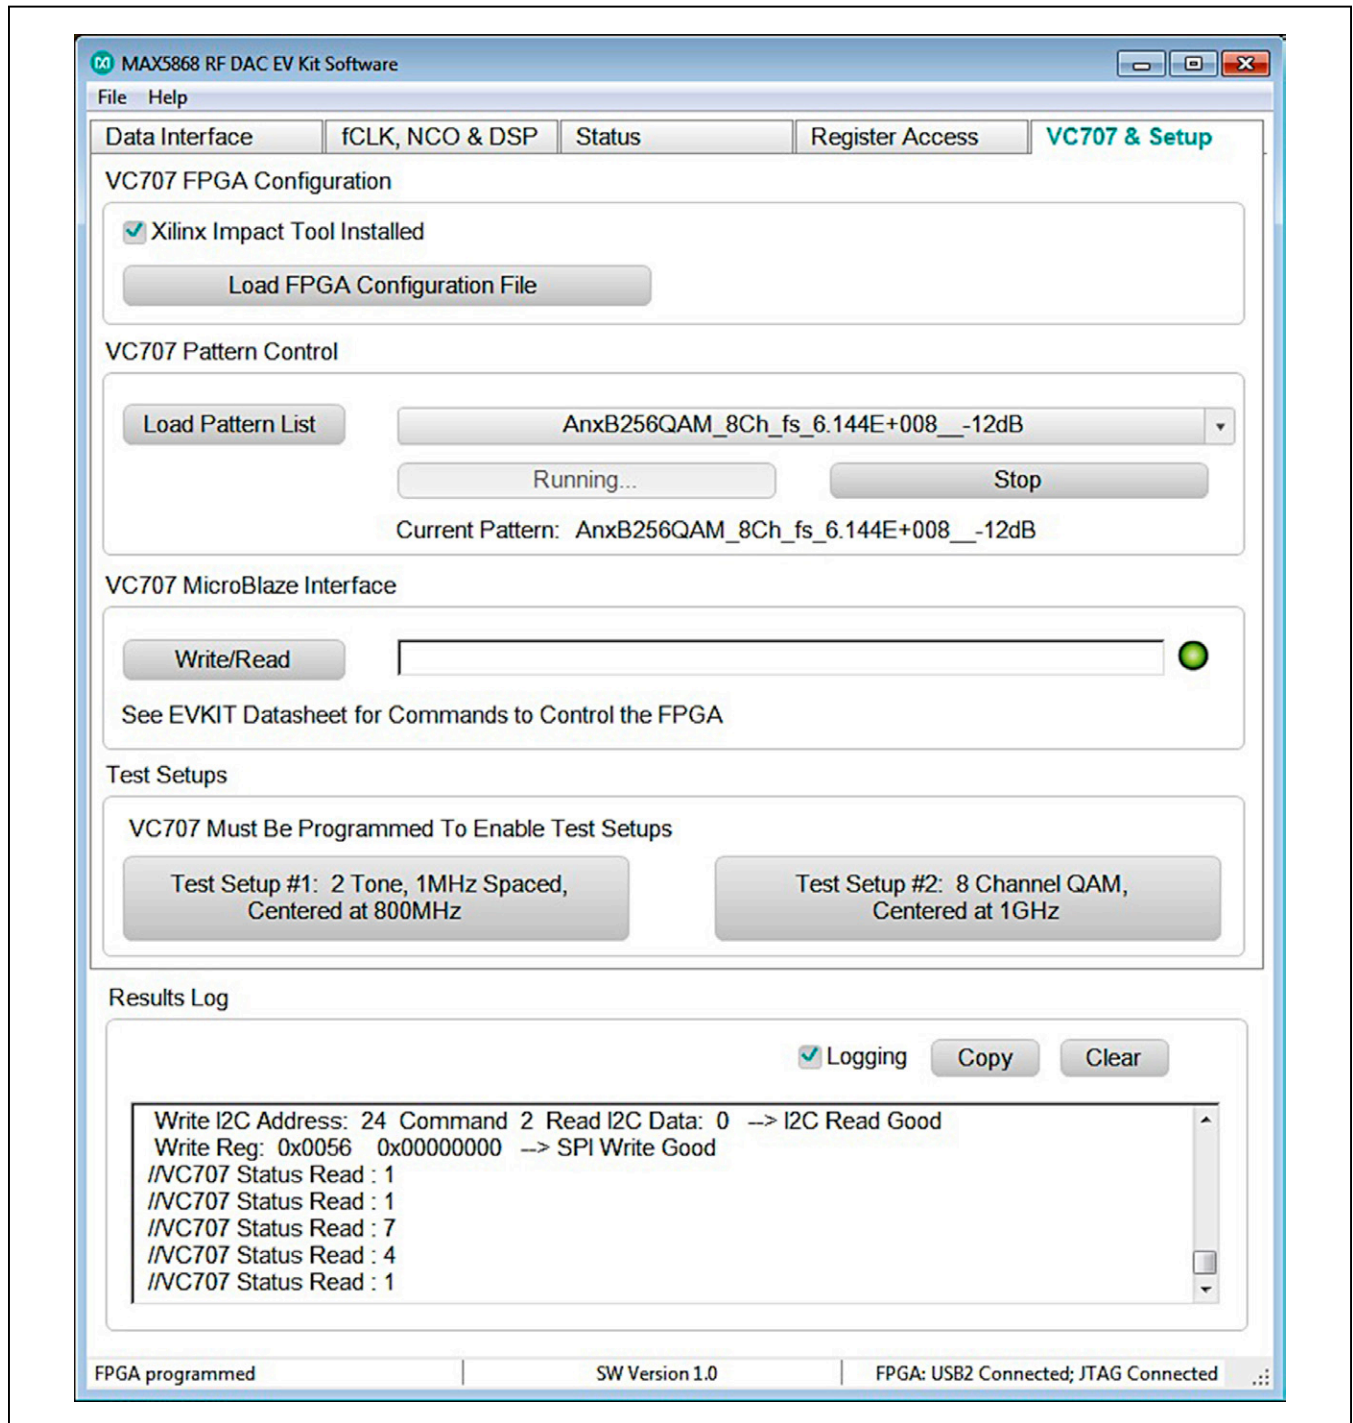 MAX5868 RF DAC EV Kit Software
File Help
Data Interface fCLK, NCO & DSP Status Register Access VC707 & Setup
VC707 FPGA Configuration
Xilinx Impact Tool Installed
Load FPGA Configuration File
VC707 Pattern Control
Load Pattern List AnxB256QAM_8Ch_fs_6.144E+008__-12dB
Running... Stop
Current Pattern: AnxB256QAM_8Ch_fs_6.144E+008__-12dB
VC707 MicroBlaze Interface
Write/Read
See EVKIT Datasheet for Commands to Control the FPGA
Test Setups
VC707 Must Be Programmed To Enable Test Setups
Test Setup #1: 2 Tone, 1MHz Spaced,
Centered at 800MHz
Test Setup #2: 8 Channel QAM,
Centered at 1GHz
Results Log
Logging Copy Clear
Write I2C Address: 24 Command 2 Read I2C Data: 0 --> I2C Read Good
Write Reg: 0x0056 0x00000000 --> SPI Write Good
//VC707 Status Read : 1
//VC707 Status Read : 1
//VC707 Status Read : 7
//VC707 Status Read : 4
//VC707 Status Read : 1
FPGA programmed SW Version 1.0 FPGA: USB2 Connected; JTAG Connected